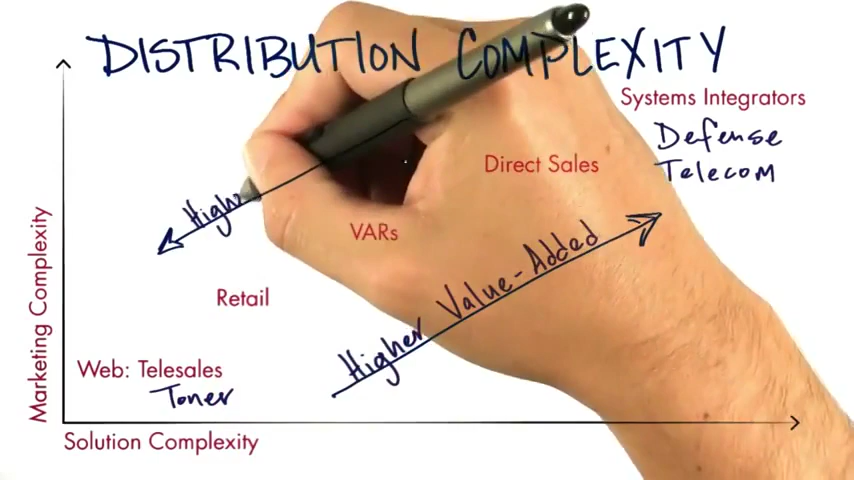 DISTRIBUTION COMPLEXITY
Systems Integrators
Defense
Telecom
Direct Sales
High
VARs
Higher Value-Added
Retail
Web: Telesales
Toner
Marketing Complexity
Solution Complexity